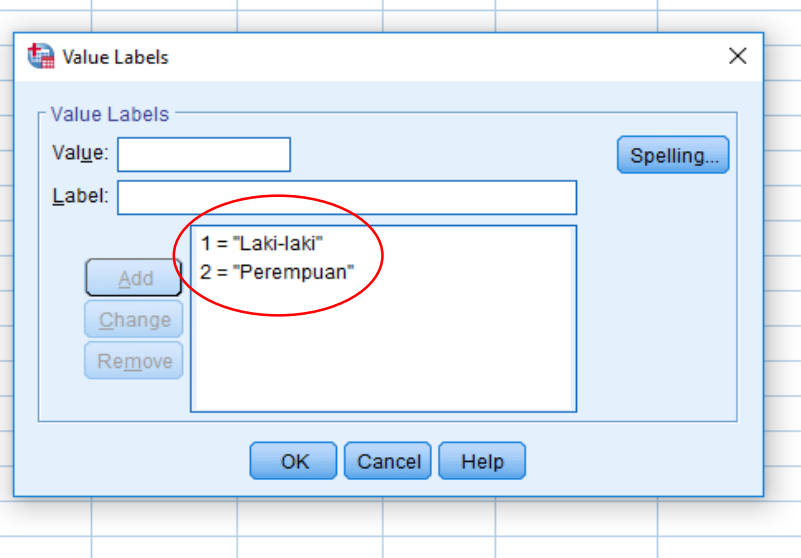 Value Labels
Value Labels
Value:
Spelling...
Label:
1 = "Laki-laki"
2 = "Perempuan"
Add
Change
Remove
OK Cancel Help